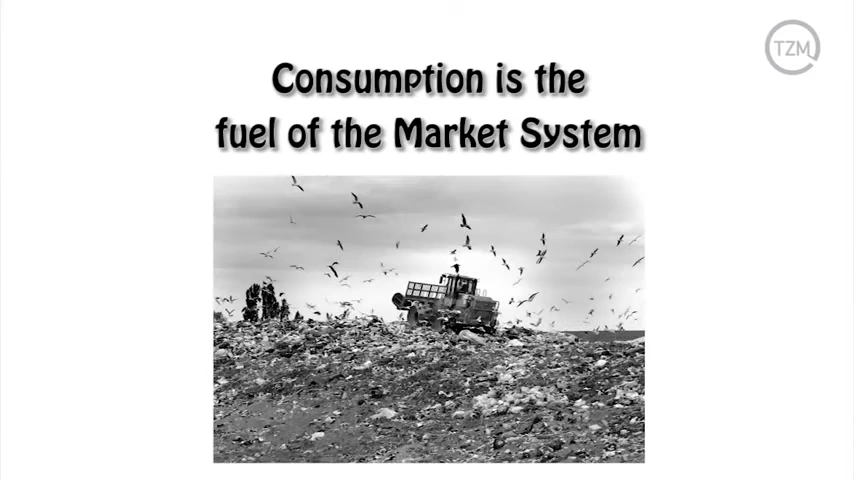 TZM
Consumption is the
fuel of the Market System